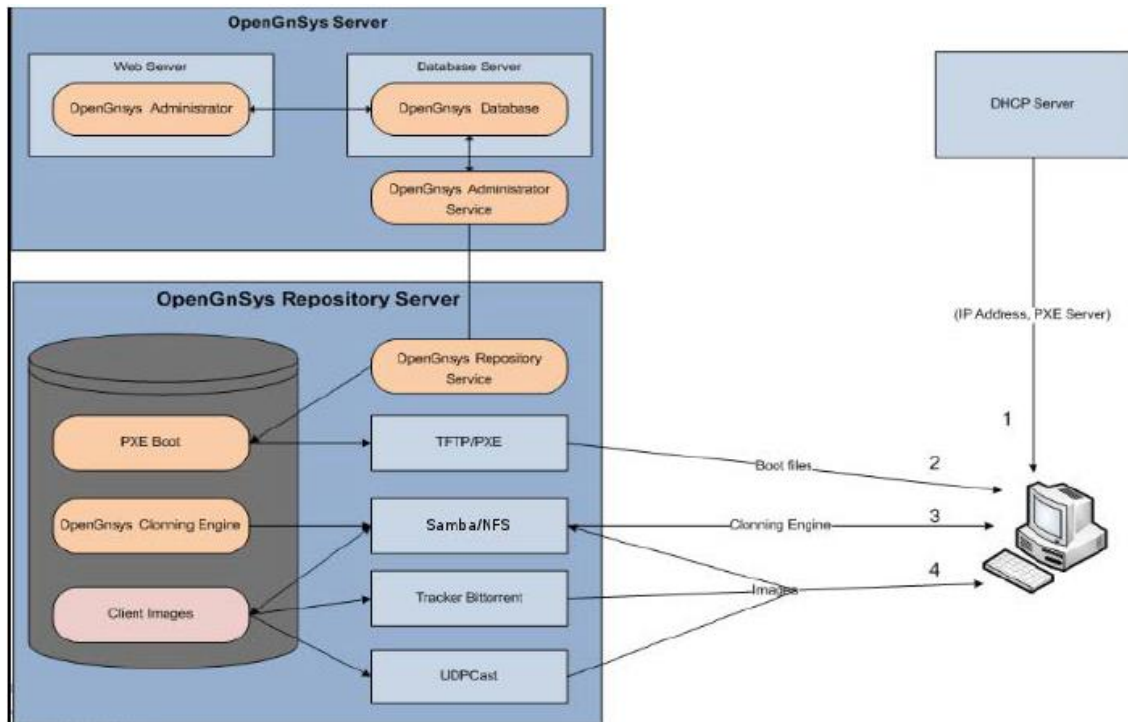 OpenGnSys Server
Web Server
Database Server
OpenGnsys Administrator
OpenGnsys Database
OpenGnsys Administrator
Service
DHCP Server
(IP Address, PXE Server)
OpenGnSys Repository Server
OpenGnsys Repository
Service
PXE Boot
TFTP/PXE
Boot files
1
2
OpenGnsys Clonning Engine
Samba/NFS
Clonning Engine
3
Client Images
Tracker Bittorrent
Images
4
UDPCast